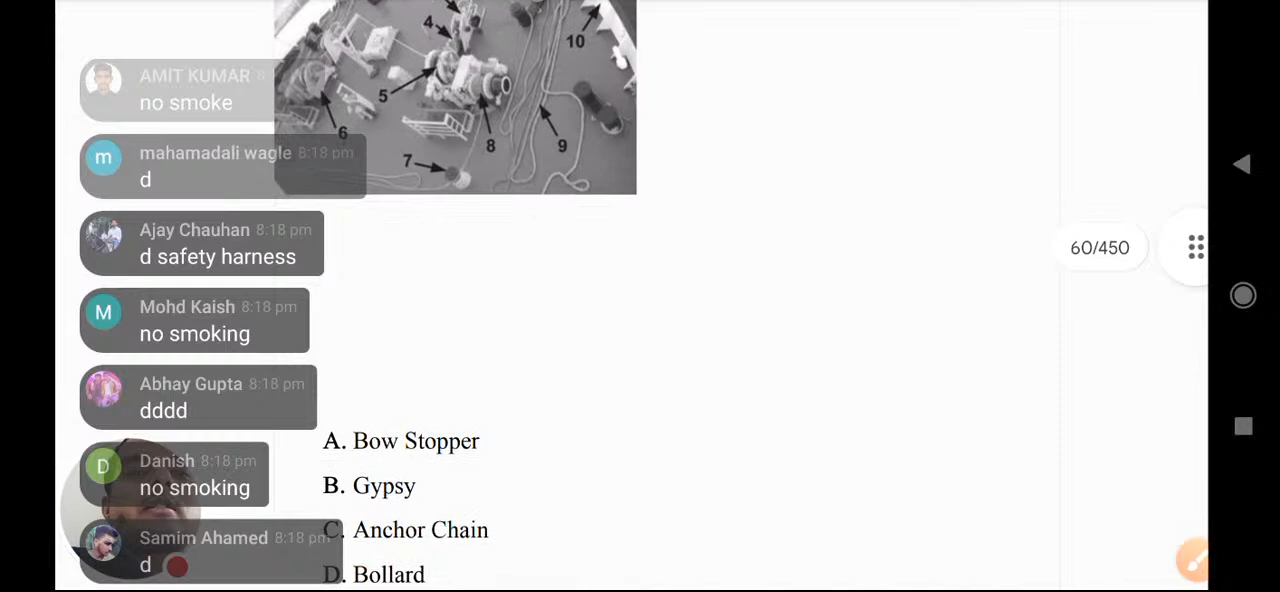 10
4
5
6
8
9
7
AMIT KUMAR 8
no smoke
m
mahamadali wagle 8:18 pm
d
Ajay Chauhan 8:18 pm
d safety harness
M
Mohd Kaish 8:18 pm
no smoking
Abhay Gupta 8:18 pm
dddd
D
Danish 8:18 pm
no smoking
Samim Ahamed 8:18 pm
d
60/450
A. Bow Stopper
B. Gypsy
C. Anchor Chain
D. Bollard